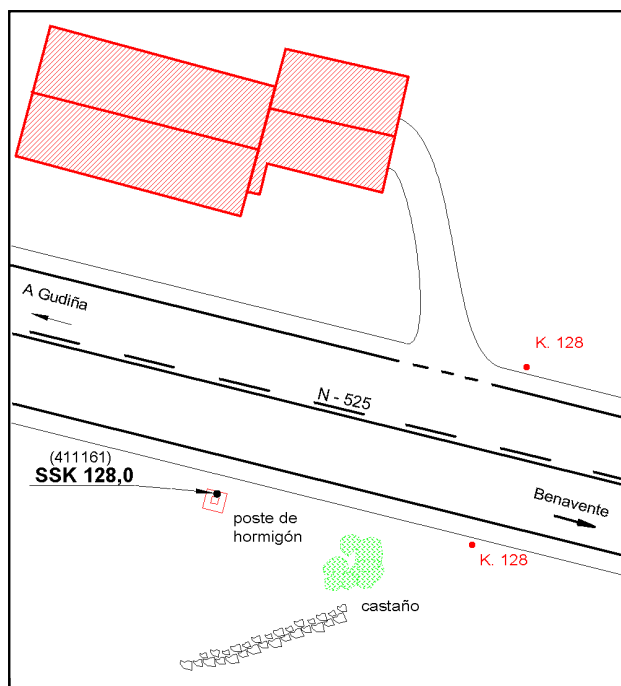 A Gudiña
K. 128
N - 525
(411161)
SSK 128,0
Benavente
poste de
hormigón
K. 128
castaño